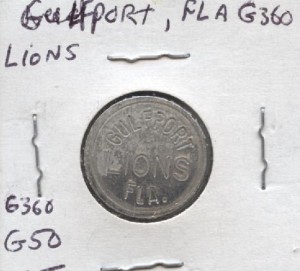 Gulfport, FLA G360
LiONS
GULFPORT
LIONS
FLA.
G360
G50